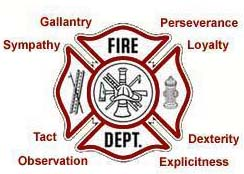 Gallantry Perseverance
Sympathy FIRE Loyalty
Tact DEPT. Dexterity
Observation Explicitness